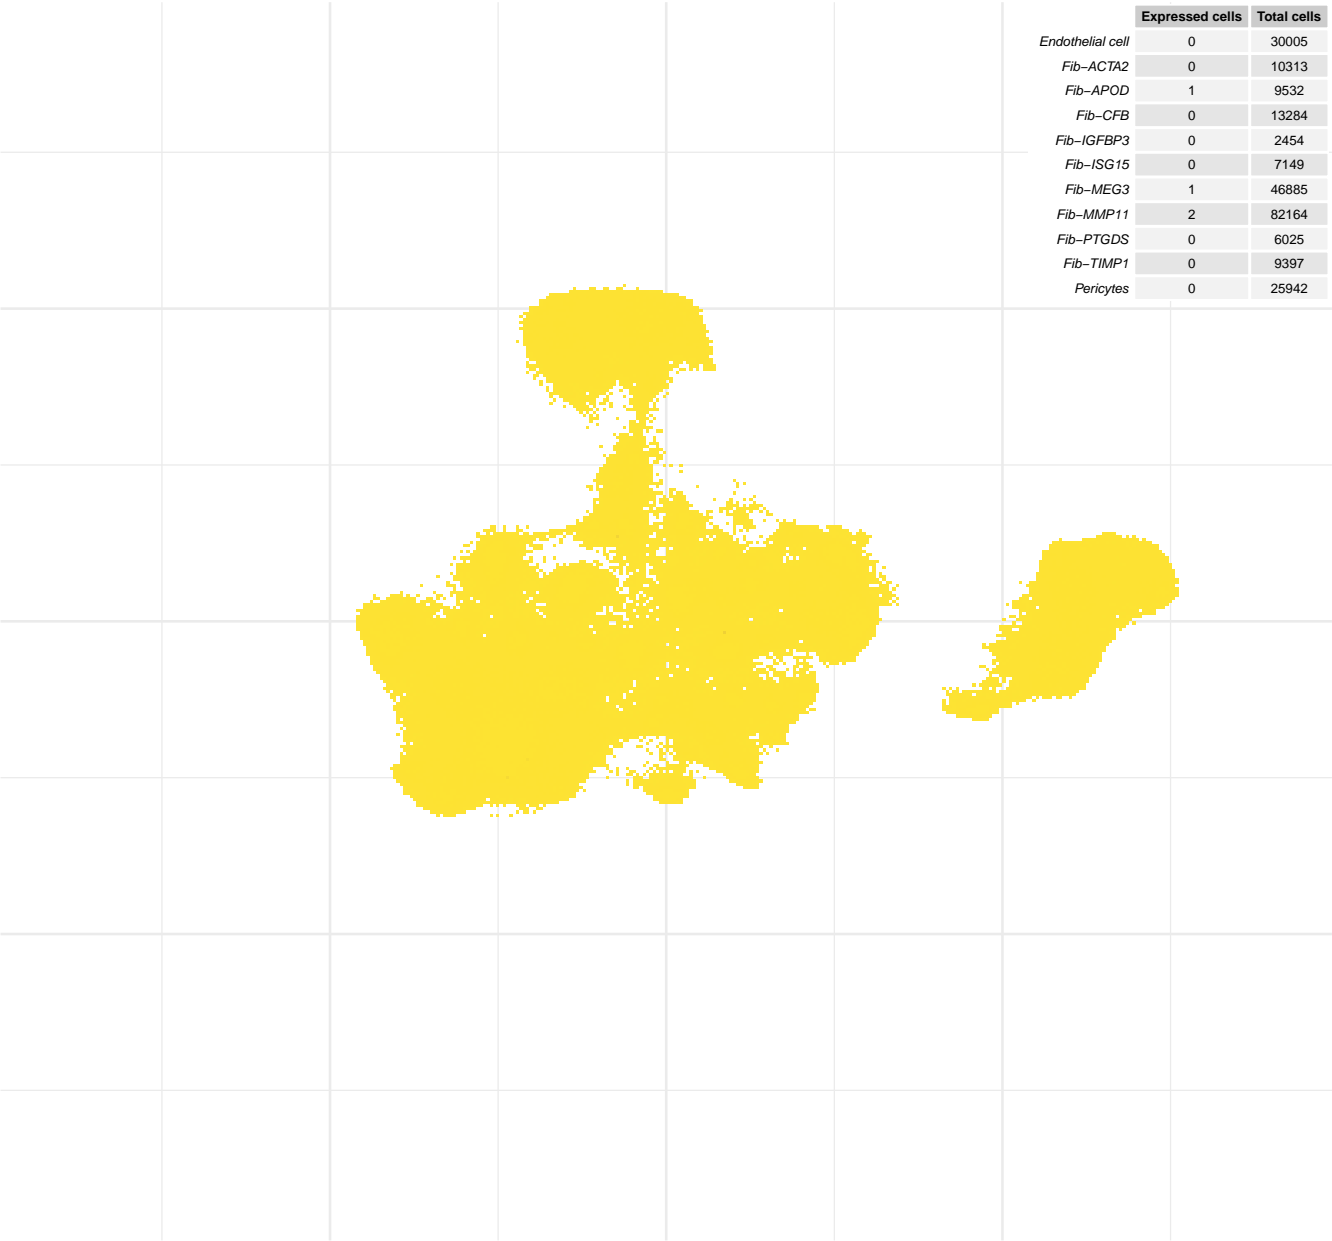 Expressed cells Total cells
Endothelial cell 0 30005
Fib−ACTA2 0 10313
Fib−APOD 1 9532
Fib−CFB 0 13284
Fib−IGFBP3 0 2454
Fib−ISG15 0 7149
Fib−MEG3 1 46885
Fib−MMP11 2 82164
Fib−PTGDS 0 6025
Fib−TIMP1 0 9397
Pericytes 0 25942